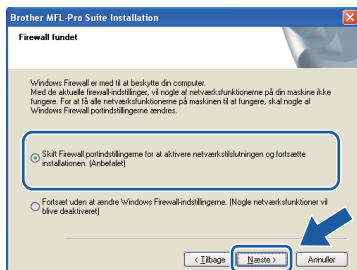 Brother MFL-Pro Suite Installation
Firewall fundet
Windows Firewall er med til at beskytte din computer.
Med de aktuelle firewall-indstillinger, vil nogle af netværksfunktionerne på din maskine ikke
fungere. For at få alle netværksfunktionerne på maskinen til at fungere, skal nogle af
Windows Firewall portindstillingerne ændres.
Skift Firewall portindstillingerne for at aktivere netværkstilslutningen og fortsætte
installationen. (Anbefalet)
Fortsæt uden at ændre Windows Firewall-indstillingerne. (Nogle netværksfunktioner vil
blive deaktiveret)
< Tilbage
Næste >
Annuller